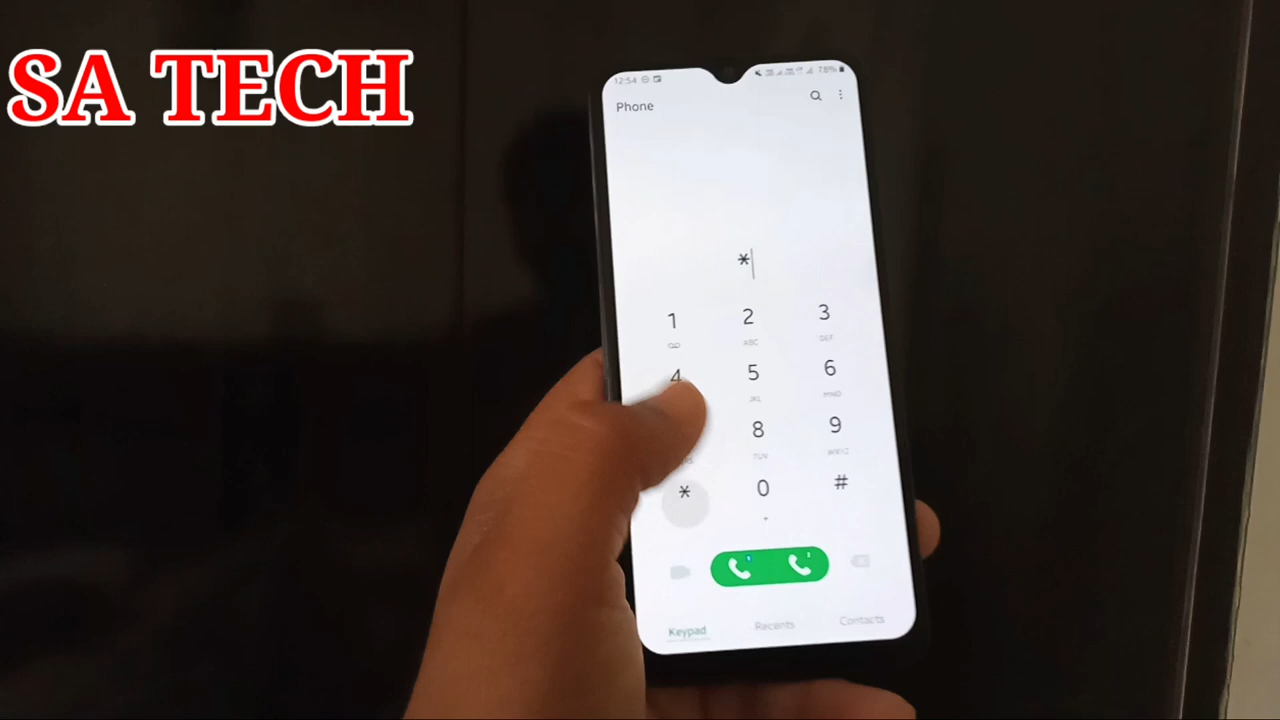 SA TECH
12:54
78%
Phone
*
1 2 3
ABC DEF
4 5 6
JKL MNO
8 9
TUV WXYZ
* 0 #
+
Keypad Recents Contacts